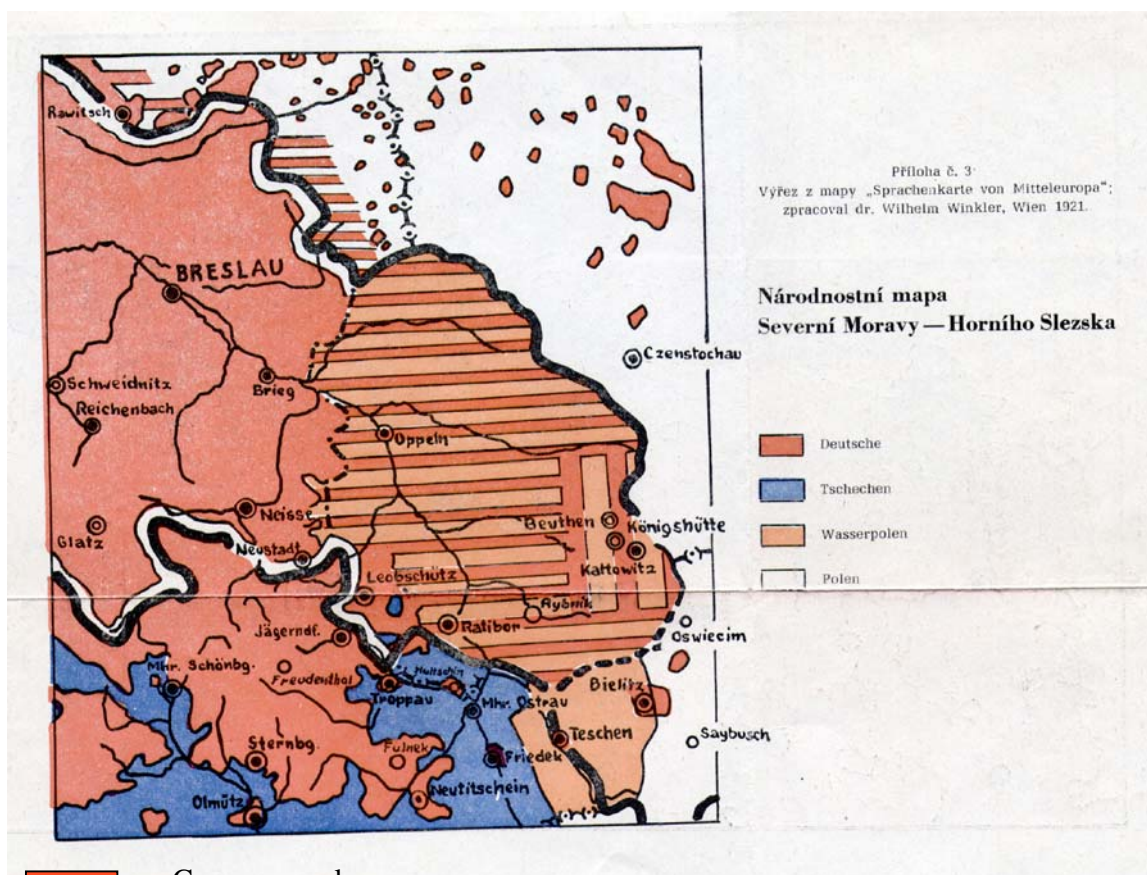 Příloha č. 3
Výřez z mapy „Sprachenkarte von Mitteleuropa“;
zpracoval dr. Wilhelm Winkler, Wien 1921.
Národnostní mapa
Severní Moravy — Horního Slezska
Deutsche
Tschechen
Wasserpolen
Polen
Rawitsch
BRESLAU
Czenstochau
Schweidnitz
Brieg
Reichenbach
Oppeln
Neisse
Beuthen
Königshütte
Glatz
Neustadt
Kattowitz
Leobschütz
Rybnik
Ratibor
Oswiecim
Jägerndf.
Mhr. Schönbg.
Freudenthal
Hultschin
Troppau
Bielitz
Mhr. Ostrau
Teschen
Saybusch
Sternbg.
Fulnek
Friedek
Neutitschein
Olmütz